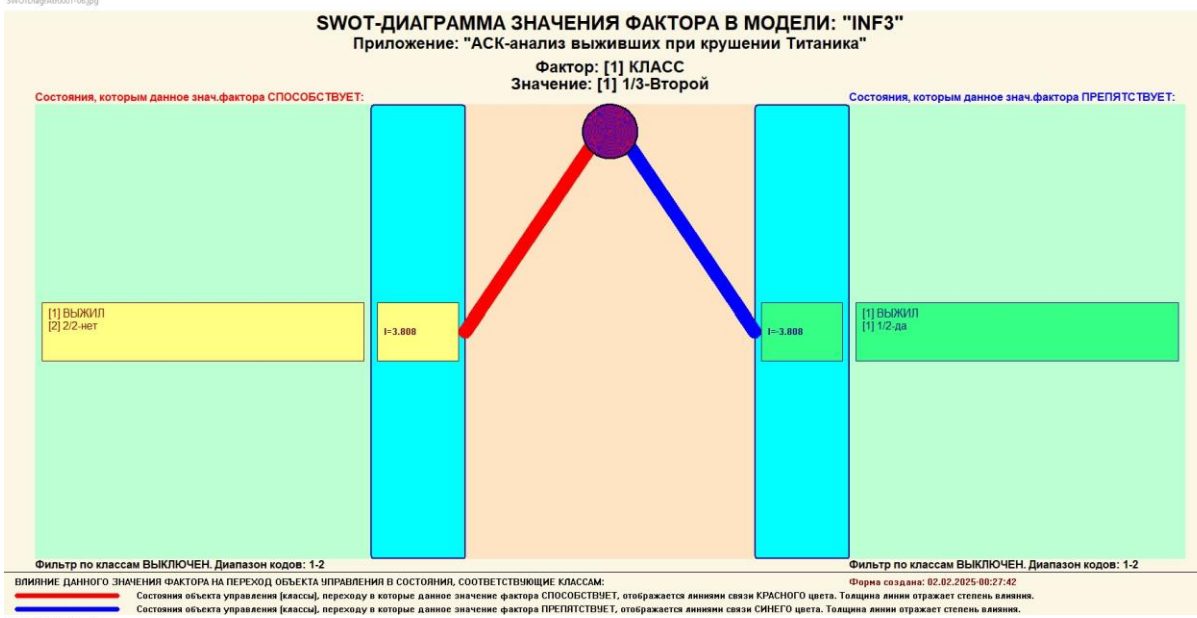 SWOTDiagrAtr0001-06.jpg
SWOT-ДИАГРАММА ЗНАЧЕНИЯ ФАКТОРА В МОДЕЛИ: "INF3"
Приложение: "АСК-анализ выживших при крушении Титаника"
Фактор: [1] КЛАСС
Значение: [1] 1/3-Второй
Состояния, которым данное знач.фактора СПОСОБСТВУЕТ:
Состояния, которым данное знач.фактора ПРЕПЯТСТВУЕТ:
[1] ВЫЖИЛ
[2] 2/2-нет
I=3.808
I=-3.808
[1] ВЫЖИЛ
[1] 1/2-да
Фильтр по классам ВЫКЛЮЧЕН. Диапазон кодов: 1-2
Фильтр по классам ВЫКЛЮЧЕН. Диапазон кодов: 1-2
ВЛИЯНИЕ ДАННОГО ЗНАЧЕНИЯ ФАКТОРА НА ПЕРЕХОД ОБЪЕКТА УПРАВЛЕНИЯ В СОСТОЯНИЯ, СООТВЕТСТВУЮЩИЕ КЛАССАМ:
Форма создана: 02.02.2025-00:27:42
Состояния объекта управления (классы), переходу в которые данное значение фактора СПОСОБСТВУЕТ, отображается линиями связи КРАСНОГО цвета. Толщина линии отражает степень влияния.
Состояния объекта управления (классы), переходу в которые данное значение фактора ПРЕПЯТСТВУЕТ, отображается линиями связи СИНЕГО цвета. Толщина линии отражает степень влияния.